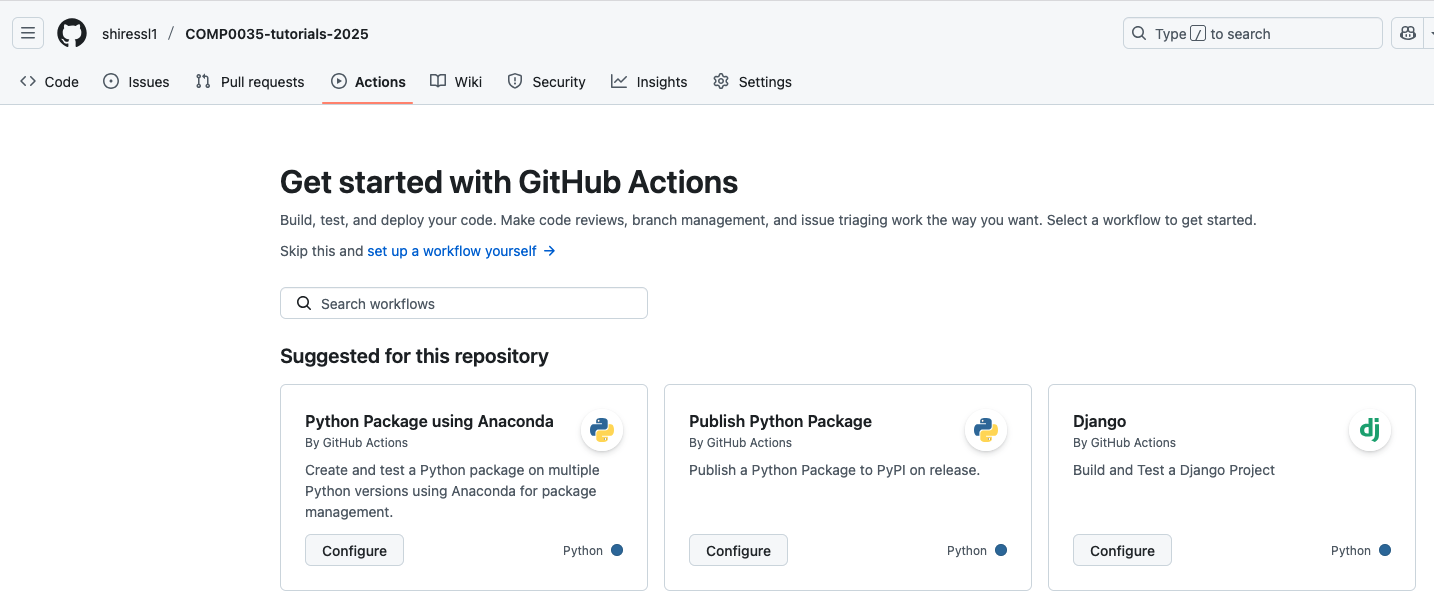 shiressl1 / COMP0035-tutorials-2025
Type / to search
Code Issues Pull requests Actions Wiki Security Insights Settings
Get started with GitHub Actions
Build, test, and deploy your code. Make code reviews, branch management, and issue triaging work the way you want. Select a workflow to get started.
Skip this and set up a workflow yourself →
Search workflows
Suggested for this repository
Python Package using Anaconda
By GitHub Actions
Create and test a Python package on multiple
Python versions using Anaconda for package
management.
Configure
Python
Publish Python Package
By GitHub Actions
Publish a Python Package to PyPI on release.
Configure
Python
Django
By GitHub Actions
dj
Build and Test a Django Project
Configure
Python